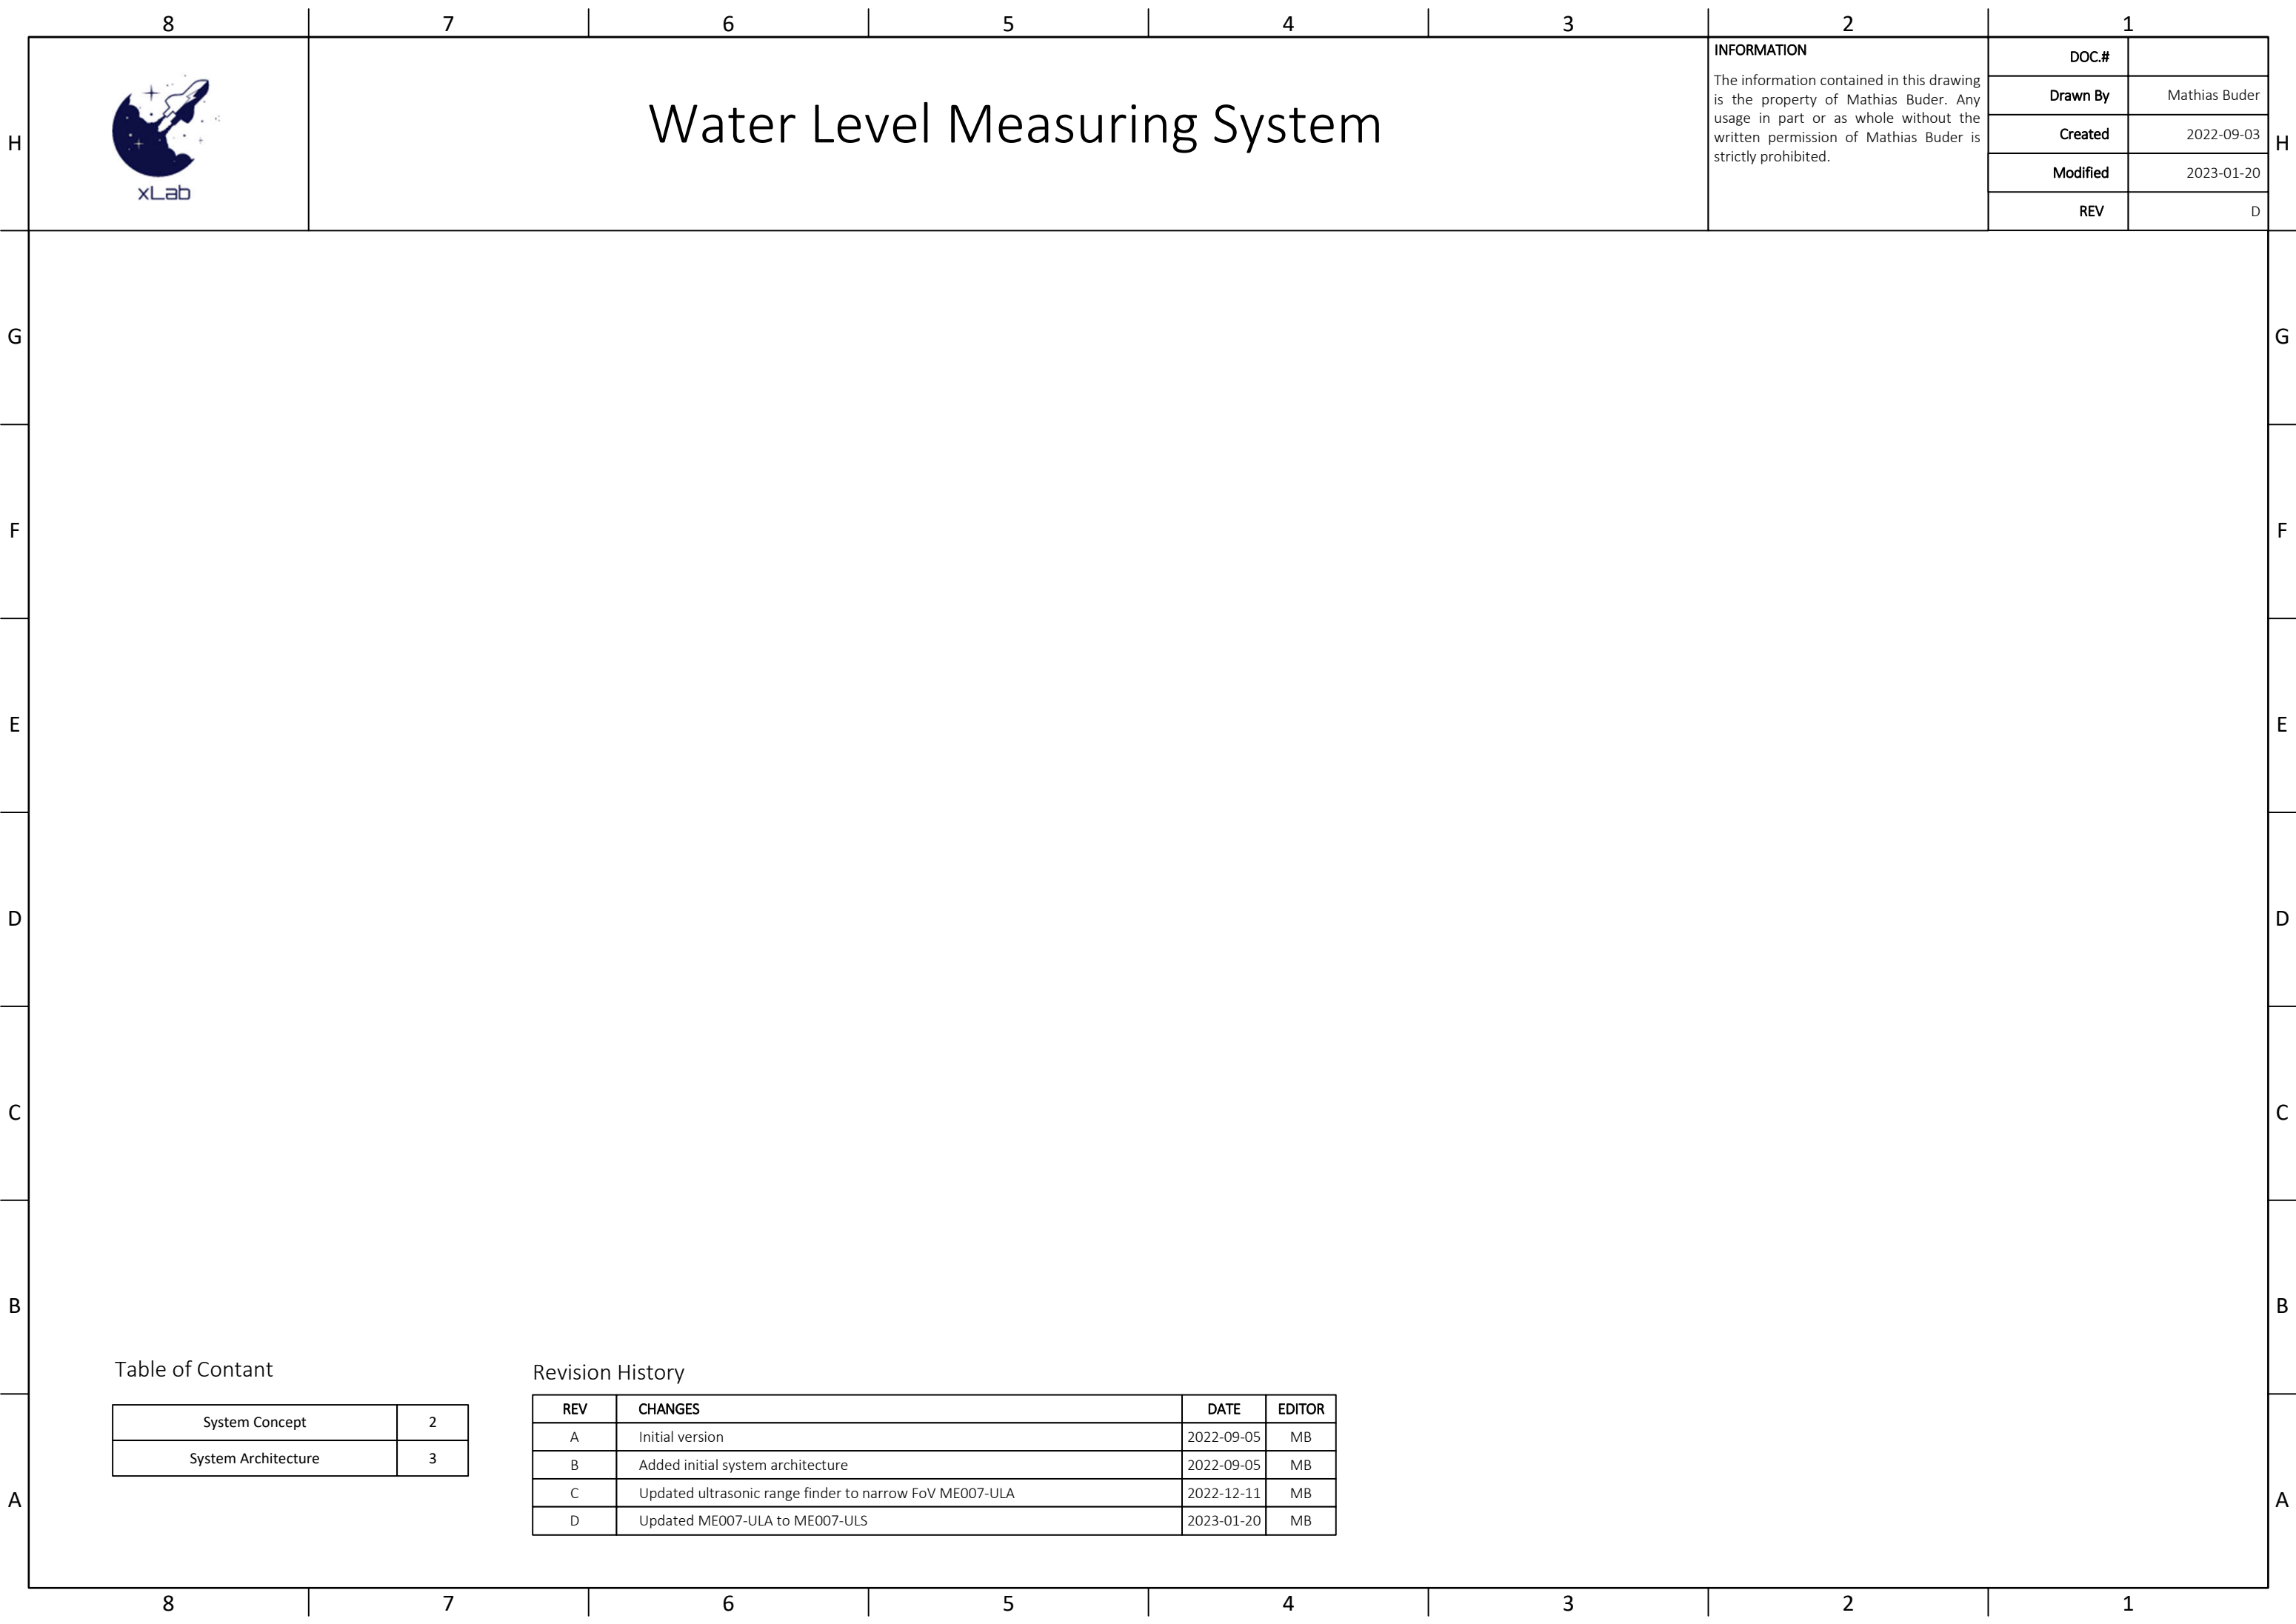 8 7 6 5 4 3 2 1
xLab
Water Level Measuring System
INFORMATION
The information contained in this drawing
is the property of Mathias Buder. Any
usage in part or as whole without the
written permission of Mathias Buder is
strictly prohibited.
DOC.#
Drawn By Mathias Buder
Created 2022-09-03
Modified 2023-01-20
REV D
H H
G G
F F
E E
D D
C C
B B
Table of Contant
System Concept 2
System Architecture 3
Revision History
REV CHANGES DATE EDITOR
A Initial version 2022-09-05 MB
B Added initial system architecture 2022-09-05 MB
C Updated ultrasonic range finder to narrow FoV ME007-ULA 2022-12-11 MB
D Updated ME007-ULA to ME007-ULS 2023-01-20 MB
A A
8 7 6 5 4 3 2 1